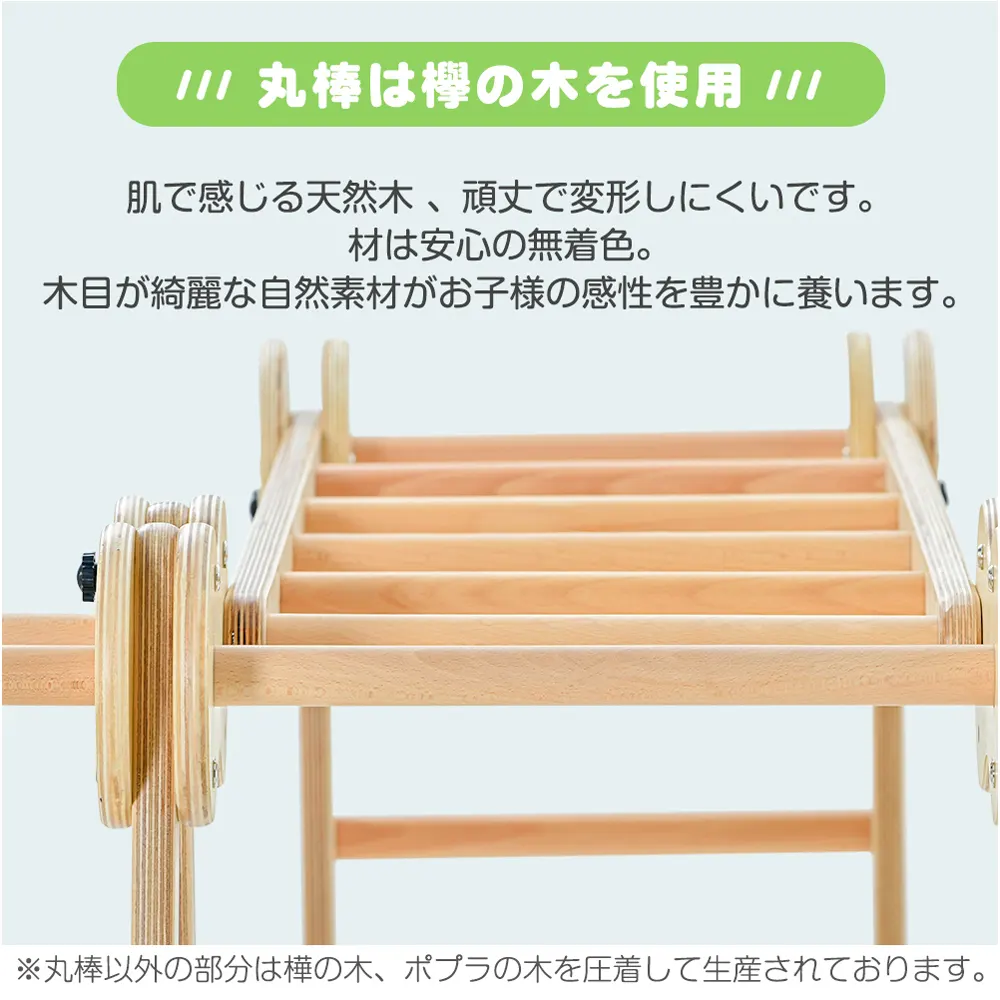 丸棒は欅の木を使用
肌で感じる天然木 、頑丈で変形しにくいです。
材は安心の無着色。
木目が綺麗な自然素材がお子様の感性を豊かに養います。
※丸棒以外の部分は樺の木、ポプラの木を圧着して生産されております。